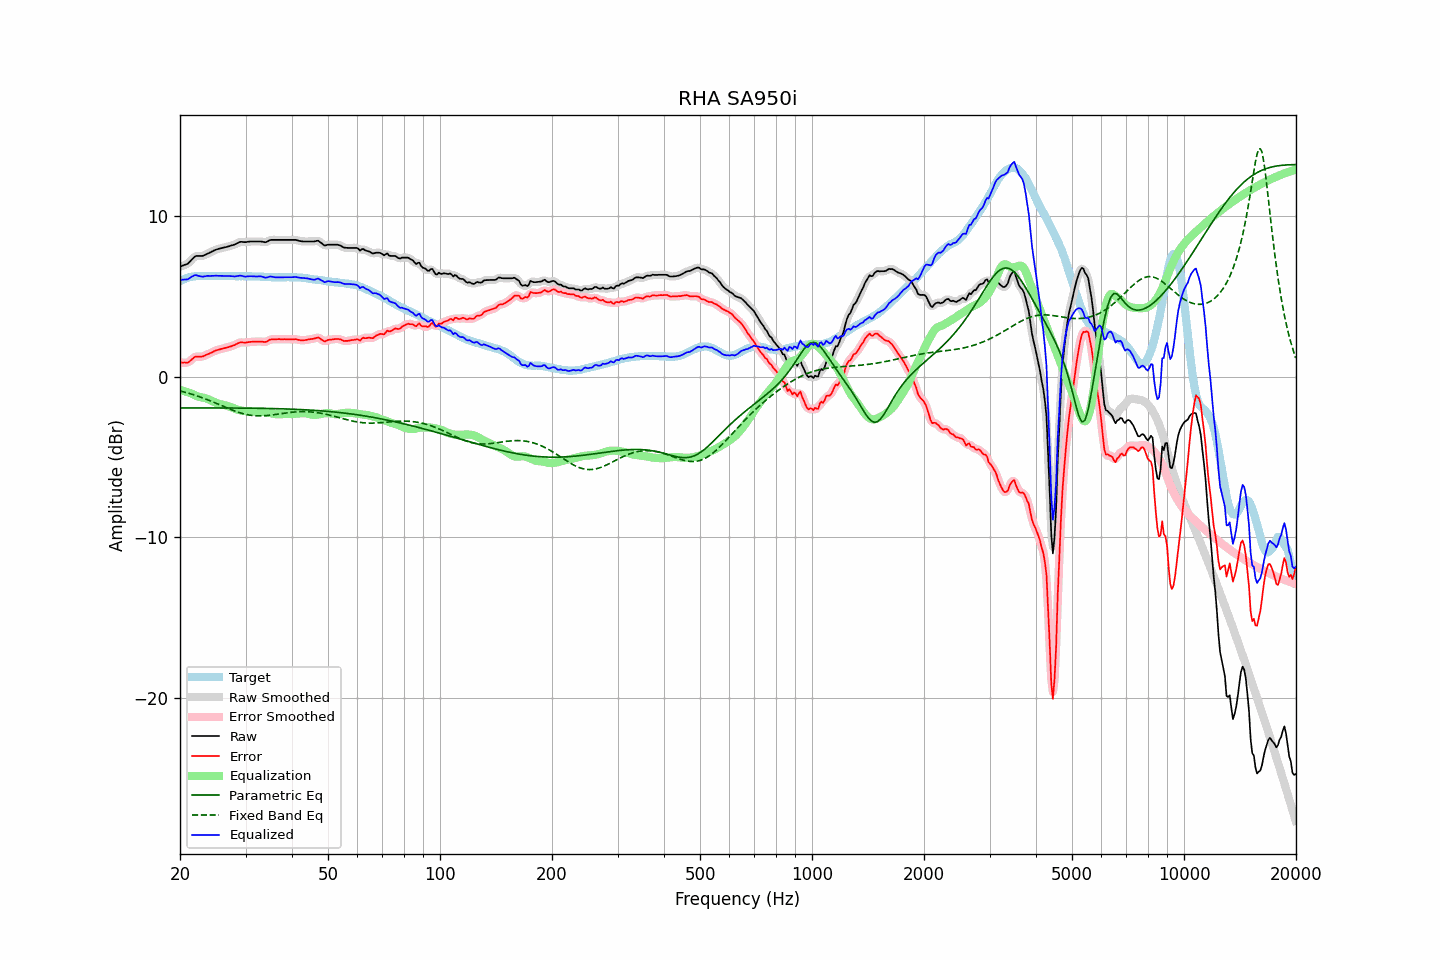 RHA SA950i
Amplitude (dBr)
10
0
−10
−20
Target
Raw Smoothed
Error Smoothed
Raw
Error
Equalization
Parametric Eq
Fixed Band Eq
Equalized
20 50 100 200 500 1000 2000 5000 10000 20000
Frequency (Hz)